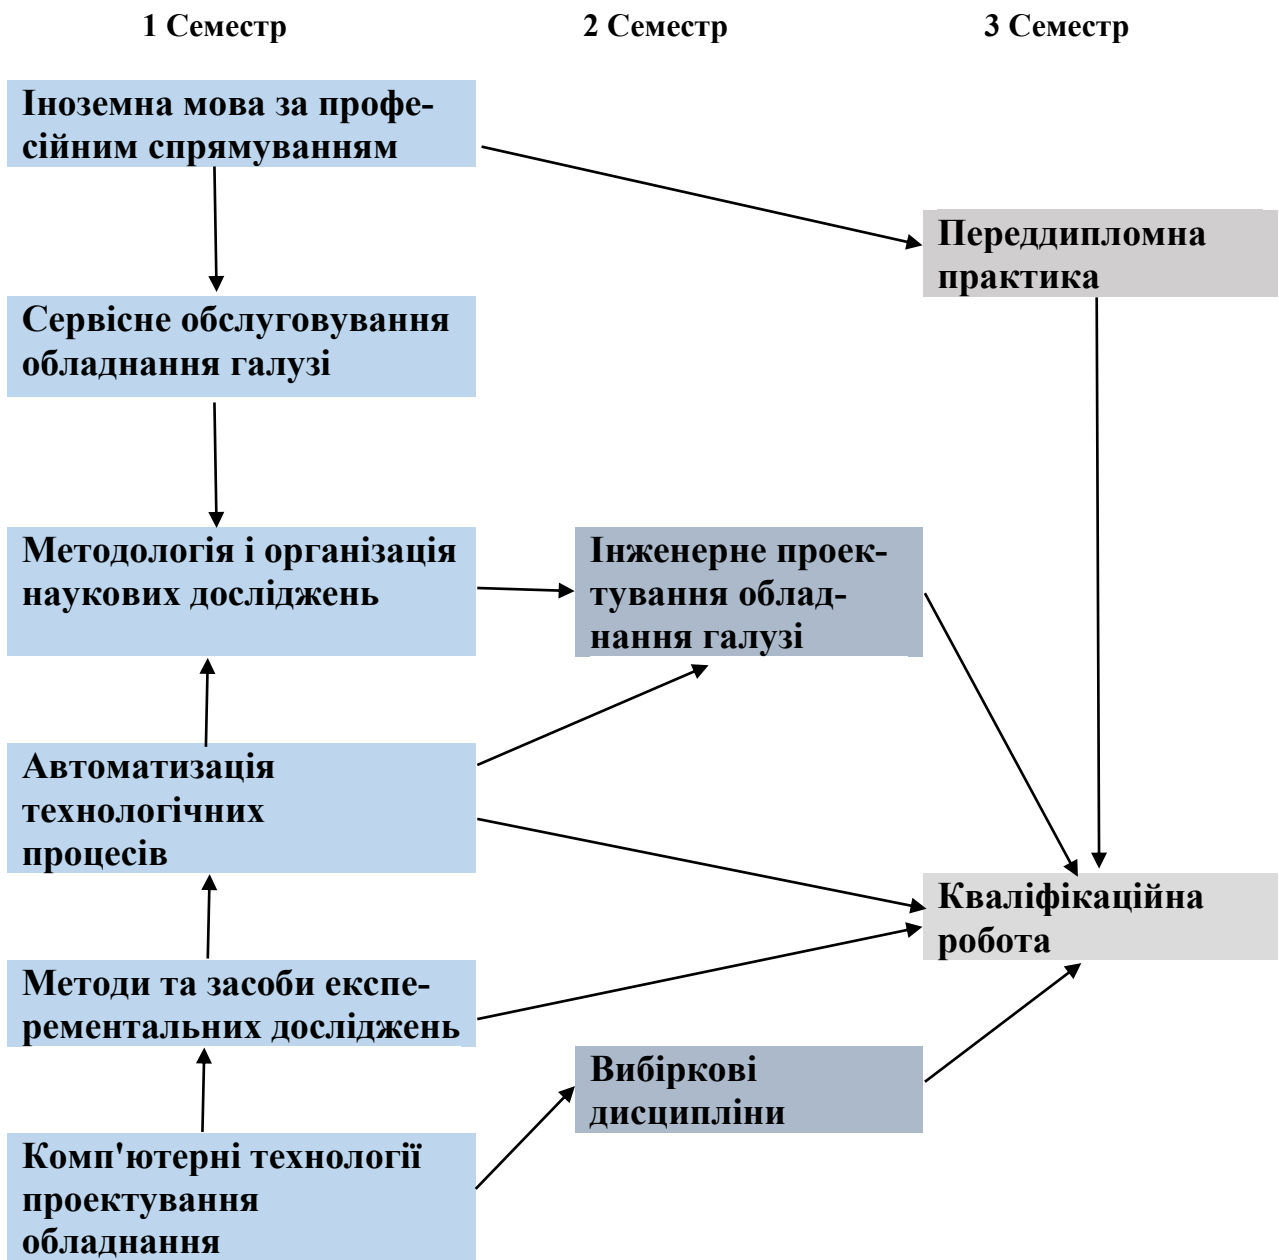 1 Семестр
2 Семестр
3 Семестр
Іноземна мова за профе-
сійним спрямуванням
Переддипломна
практика
Сервісне обслуговування
обладнання галузі
Методологія і організація
наукових досліджень
Інженерне проек-
тування облад-
нання галузі
Автоматизація
технологічних
процесів
Кваліфікаційна
робота
Методи та засоби експе-
рементальних досліджень
Вибіркові
дисципліни
Комп'ютерні технології
проектування
обладнання